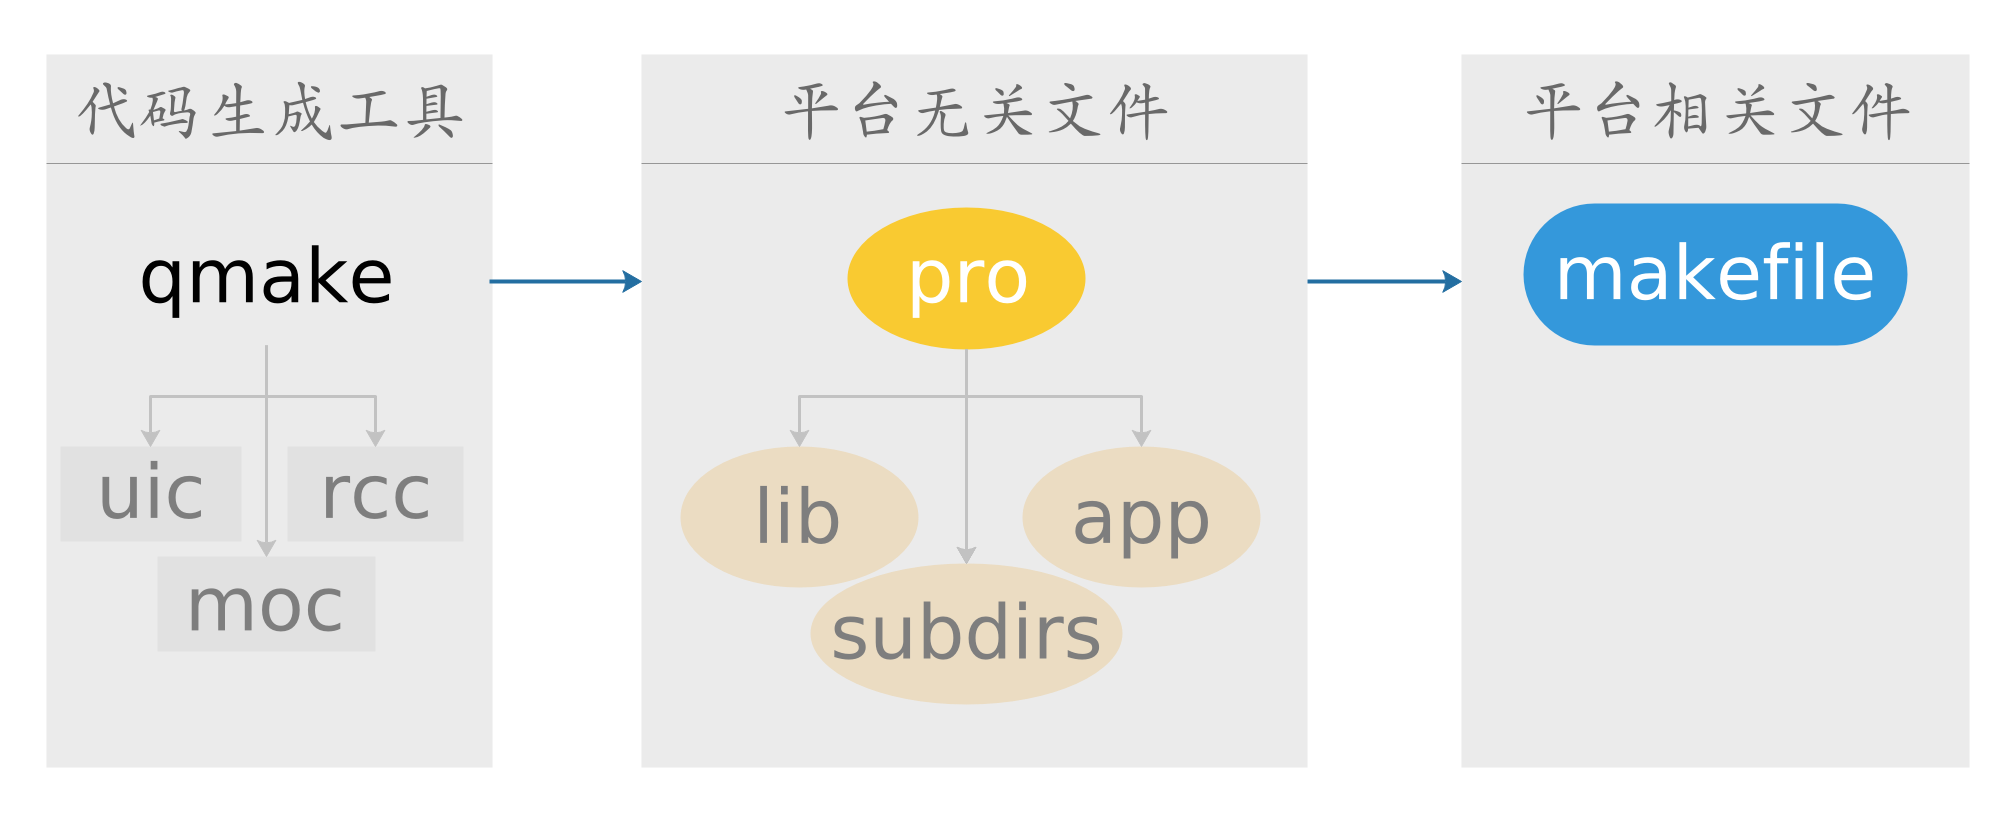 代码生成工具
平台无关文件
平台相关文件
qmake
pro
makefile
uic
rcc
moc
lib
app
subdirs